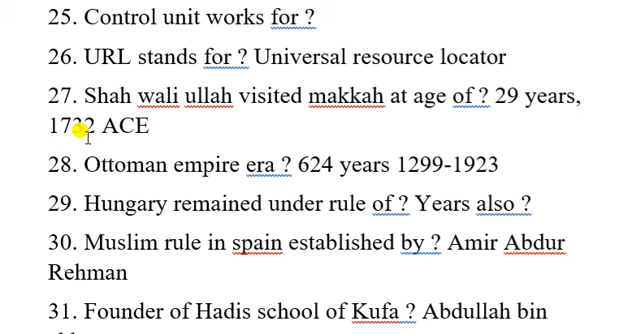 25. Control unit works for ?
26. URL stands for ? Universal resource locator
27. Shah wali ullah visited makkah at age of ? 29 years,
1732 ACE
28. Ottoman empire era ? 624 years 1299-1923
29. Hungary remained under rule of ? Years also ?
30. Muslim rule in spain established by ? Amir Abdur
Rehman
31. Founder of Hadis school of Kufa ? Abdullah bin